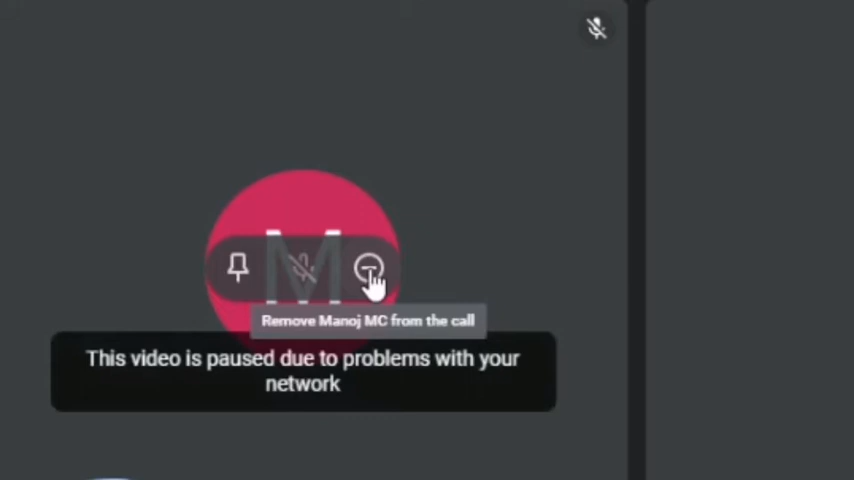 M
Remove Manoj MC from the call
This video is paused due to problems with your
network